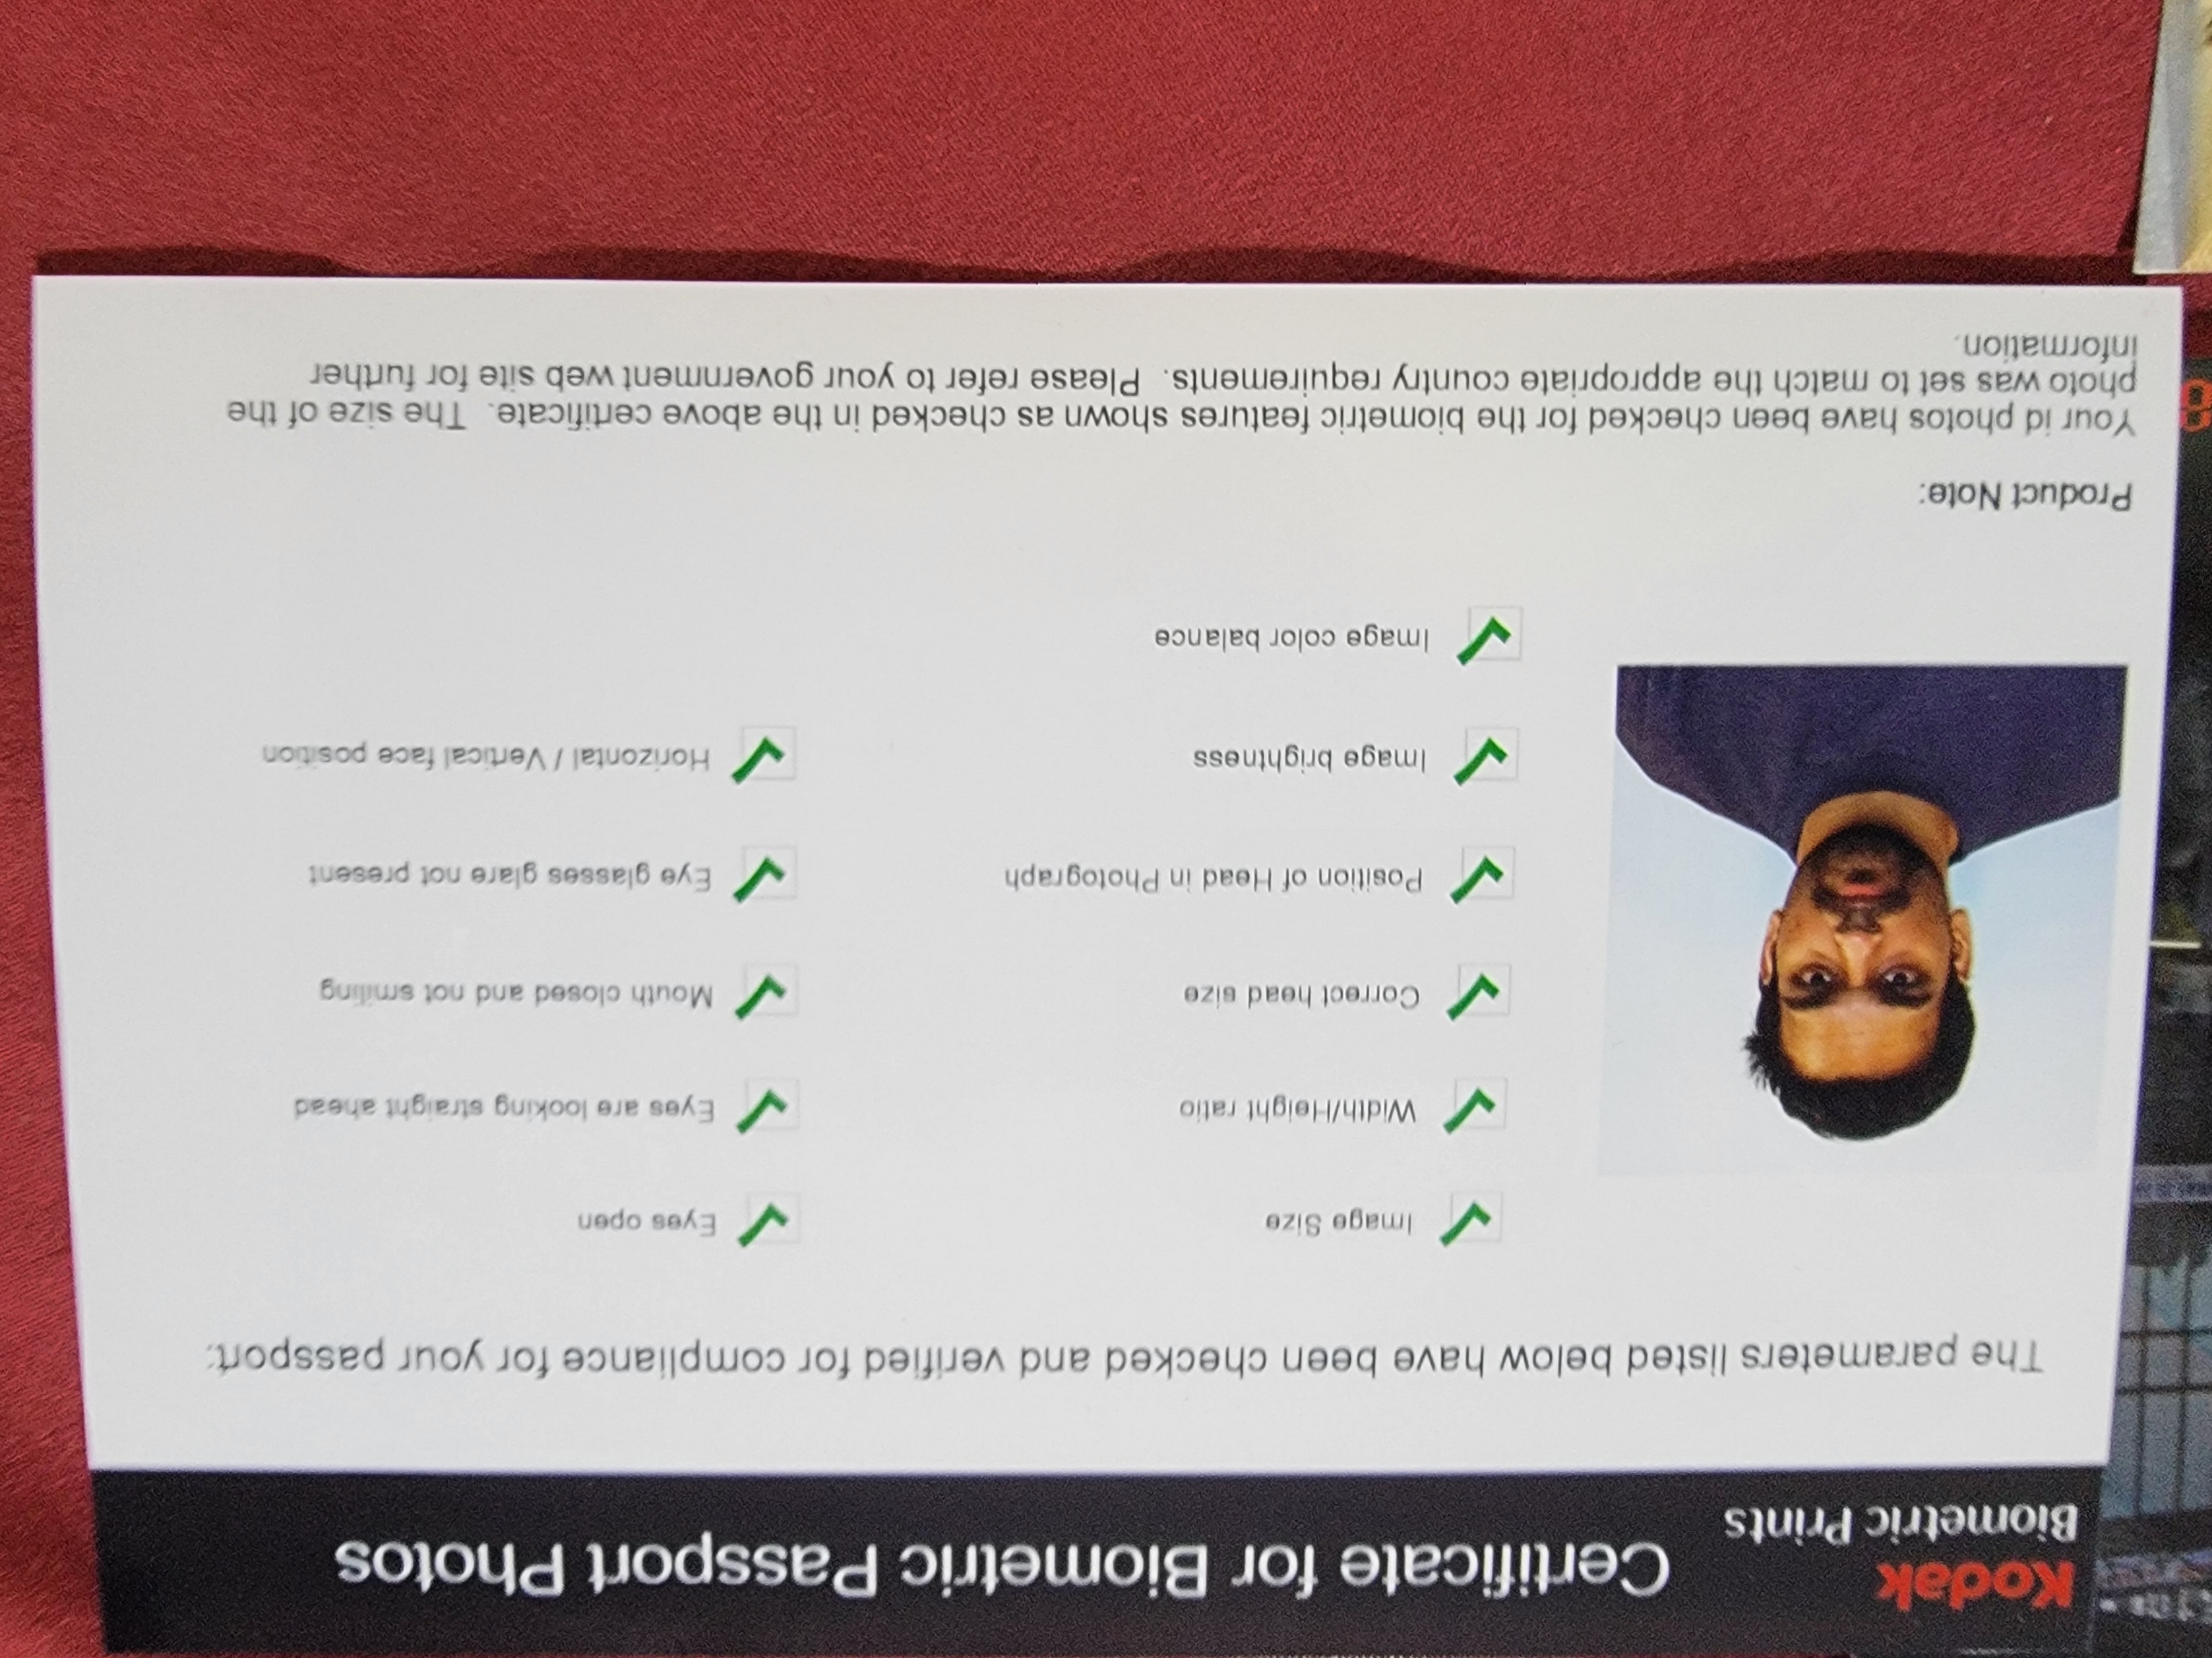 Kodak
Biometric Prints
Certificate for Biometric Passport Photos
The parameters listed below have been checked and verified for compliance for your passport:
Image Size
Width/Height ratio
Correct head size
Position of Head in Photograph
Image brightness
Image color balance
Eyes open
Eyes are looking straight ahead
Mouth closed and not smiling
Eye glasses glare not present
Horizontal / Vertical face position
Product Note:
Your id photos have been checked for the biometric features shown as checked in the above certificate. The size of the
photo was set to match the appropriate country requirements. Please refer to your government web site for further
information.